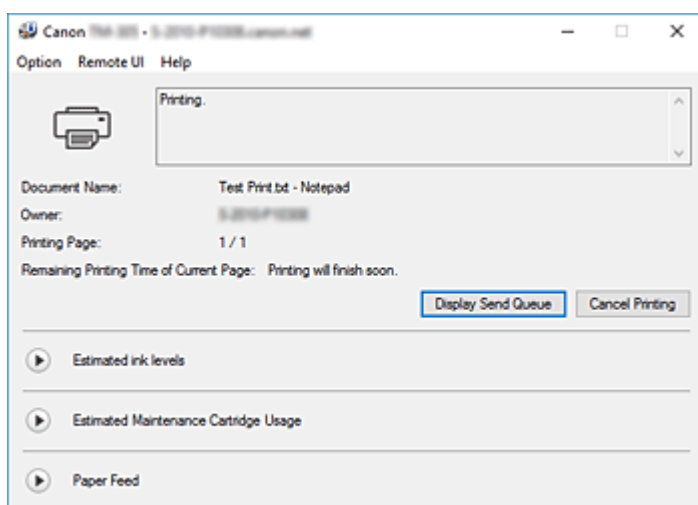 Canon
Option Remote UI Help
Printing.
Document Name: Test Print.txt - Notepad
Owner:
Printing Page: 1 / 1
Remaining Printing Time of Current Page: Printing will finish soon.
Display Send Queue Cancel Printing
Estimated ink levels
Estimated Maintenance Cartridge Usage
Paper Feed